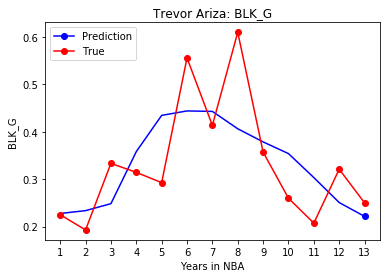 Trevor Ariza: BLK_G
Prediction
True
BLK_G
0.6
0.5
0.4
0.3
0.2
1 2 3 4 5 6 7 8 9 10 11 12 13
Years in NBA